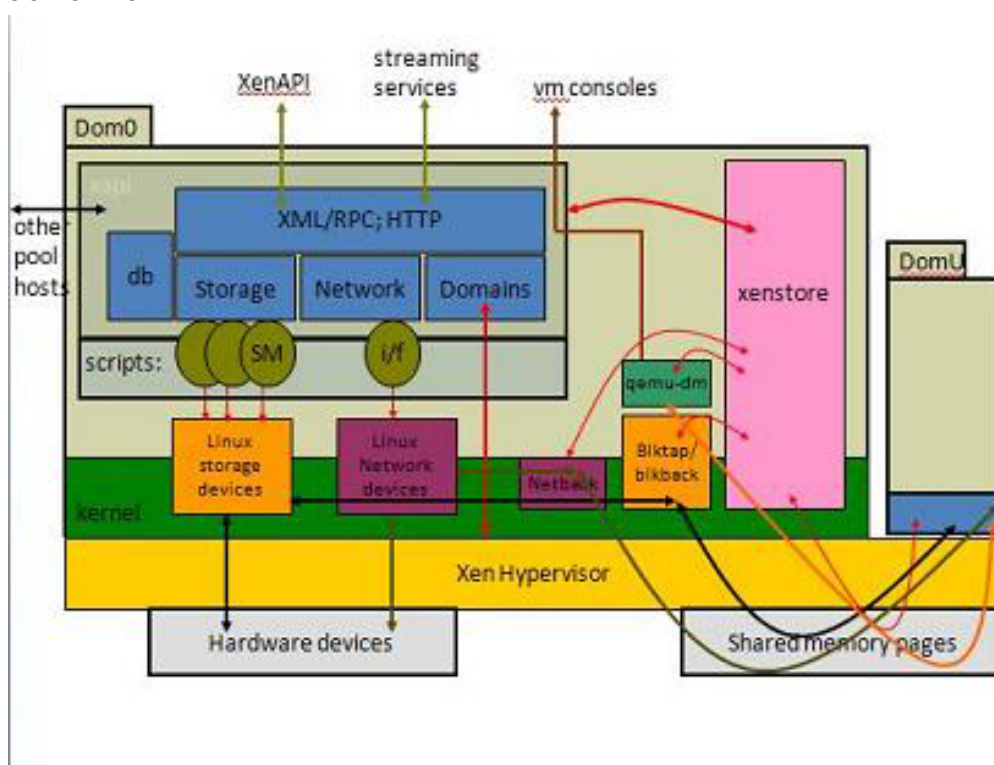 streaming
services
XenAPI
vm consoles
Dom0
xapi
XML/RPC; HTTP
othe
pool
hosts
db
Storage
Network
Domains
xenstore
DomU
scripts:
SM
i/f
qemu-dm
Linux
storage
devices
Linux
Network
devices
Blktap/
blkback
Netback
kernel
Xen Hypervisor
Hardware devices
Shared memory pages